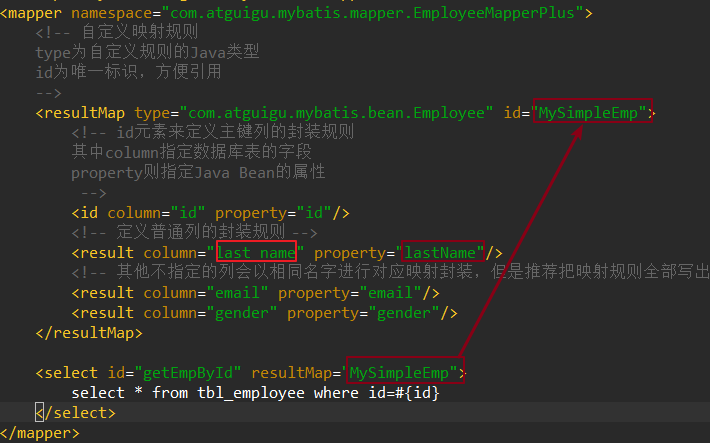 <mapper namespace="com.atguigu.mybatis.mapper.EmployeeMapperPlus">
<!-- 自定义映射规则
type为自定义规则的Java类型
id为唯一标识，方便引用
-->
<resultMap type="com.atguigu.mybatis.bean.Employee" id="MySimpleEmp">
<!-- id元素来定义主键列的封装规则
其中column指定数据库表的字段
property则指定Java Bean的属性
-->
<id column="id" property="id"/>
<!-- 定义普通列的封装规则 -->
<result column="last_name" property="lastName"/>
<!-- 其他不指定的列会以相同名字进行对应映射封装，但是推荐把映射规则全部写出
<result column="email" property="email"/>
<result column="gender" property="gender"/>
</resultMap>
<select id="getEmpById" resultMap="MySimpleEmp">
select * from tbl_employee where id=#{id}
</select>
</mapper>